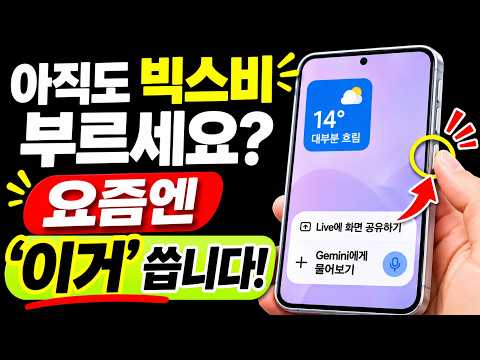 아직도 빅스비
부르세요?
요즘엔
‘이거’ 씁니다!
14°
대부분 흐림
Live에 화면 공유하기
Gemini에게
물어보기